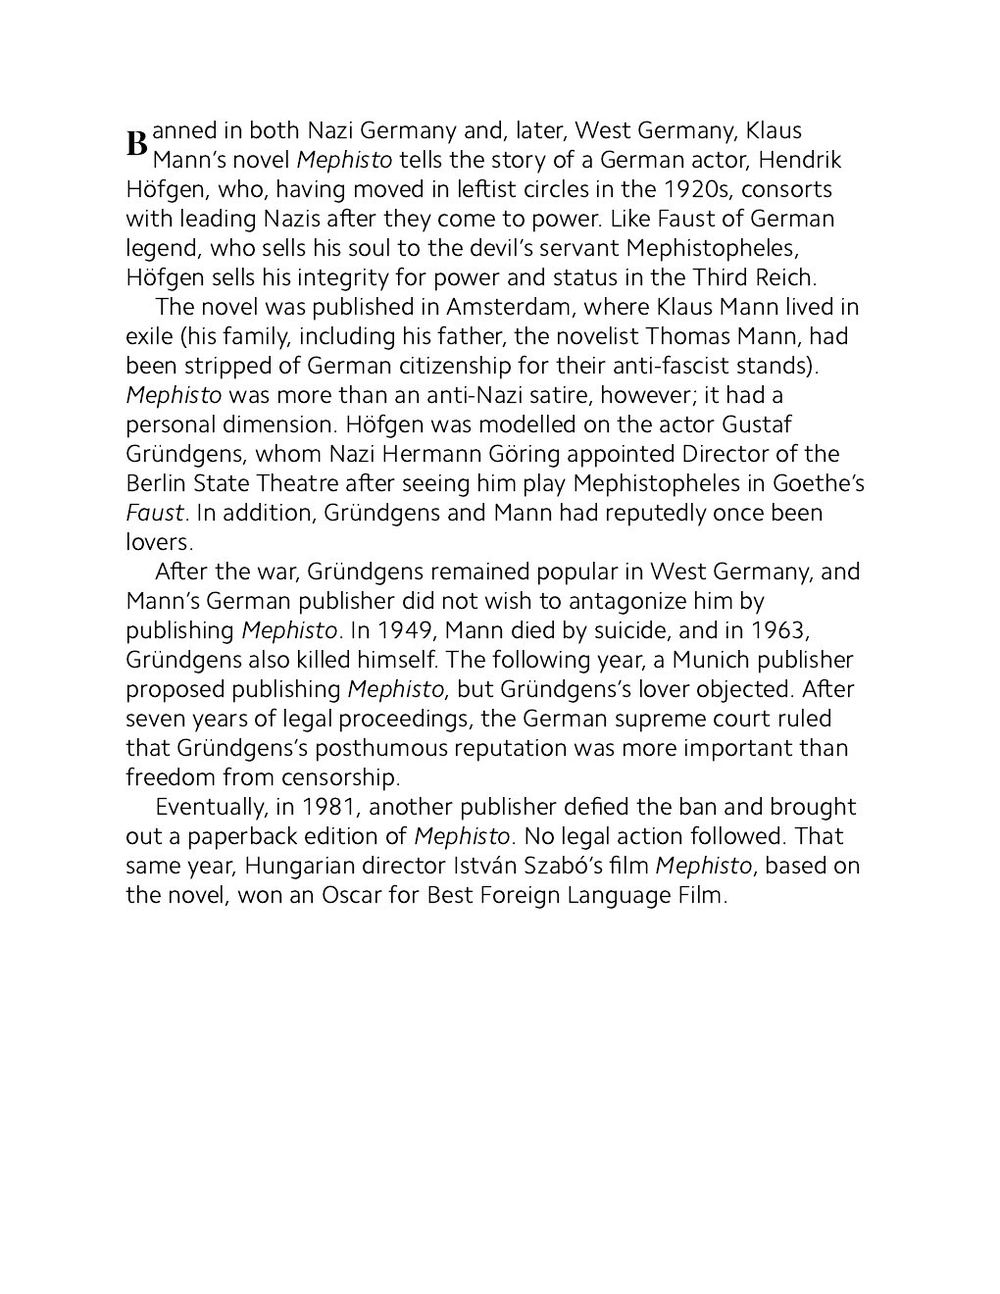 Banned in both Nazi Germany and, later, West Germany, Klaus
Mann’s novel Mephisto tells the story of a German actor, Hendrik
Höfgen, who, having moved in leftist circles in the 1920s, consorts
with leading Nazis after they come to power. Like Faust of German
legend, who sells his soul to the devil’s servant Mephistopheles,
Höfgen sells his integrity for power and status in the Third Reich.
The novel was published in Amsterdam, where Klaus Mann lived in
exile (his family, including his father, the novelist Thomas Mann, had
been stripped of German citizenship for their anti-fascist stands).
Mephisto was more than an anti-Nazi satire, however; it had a
personal dimension. Höfgen was modelled on the actor Gustaf
Gründgens, whom Nazi Hermann Göring appointed Director of the
Berlin State Theatre after seeing him play Mephistopheles in Goethe’s
Faust. In addition, Gründgens and Mann had reputedly once been
lovers.
After the war, Gründgens remained popular in West Germany, and
Mann’s German publisher did not wish to antagonize him by
publishing Mephisto. In 1949, Mann died by suicide, and in 1963,
Gründgens also killed himself. The following year, a Munich publisher
proposed publishing Mephisto, but Gründgens’s lover objected. After
seven years of legal proceedings, the German supreme court ruled
that Gründgens’s posthumous reputation was more important than
freedom from censorship.
Eventually, in 1981, another publisher defied the ban and brought
out a paperback edition of Mephisto. No legal action followed. That
same year, Hungarian director István Szabó’s film Mephisto, based on
the novel, won an Oscar for Best Foreign Language Film.